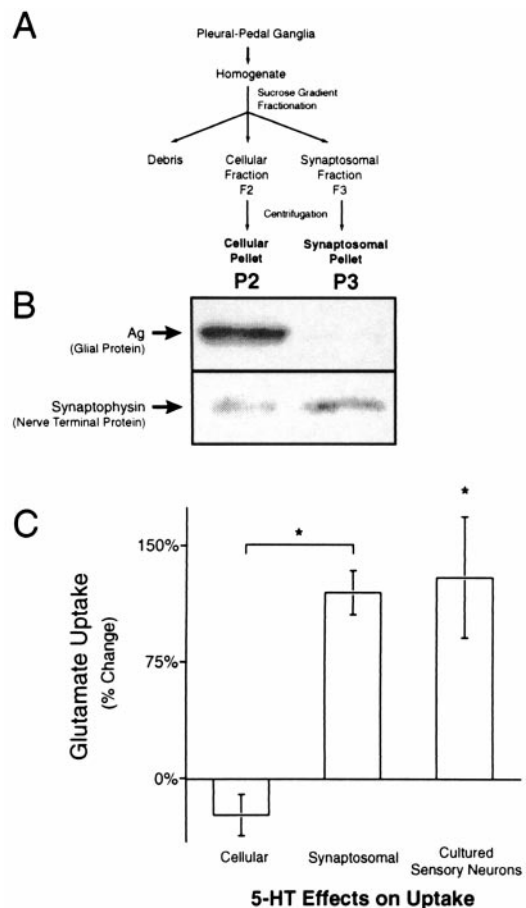 A
Pleural-Pedal Ganglia
Homogenate
Sucrose Gradient
Fractionation
Debris
Cellular
Fraction
F2
Synaptosomal
Fraction
F3
Centrifugation
Cellular
Pellet
P2
Synaptosomal
Pellet
P3
B
Ag
(Glial Protein)
Synaptophysin
(Nerve Terminal Protein)
C
Glutamate Uptake
(% Change)
150%
75%
0%
*
*
Cellular
Synaptosomal
Cultured
Sensory Neurons
5-HT Effects on Uptake